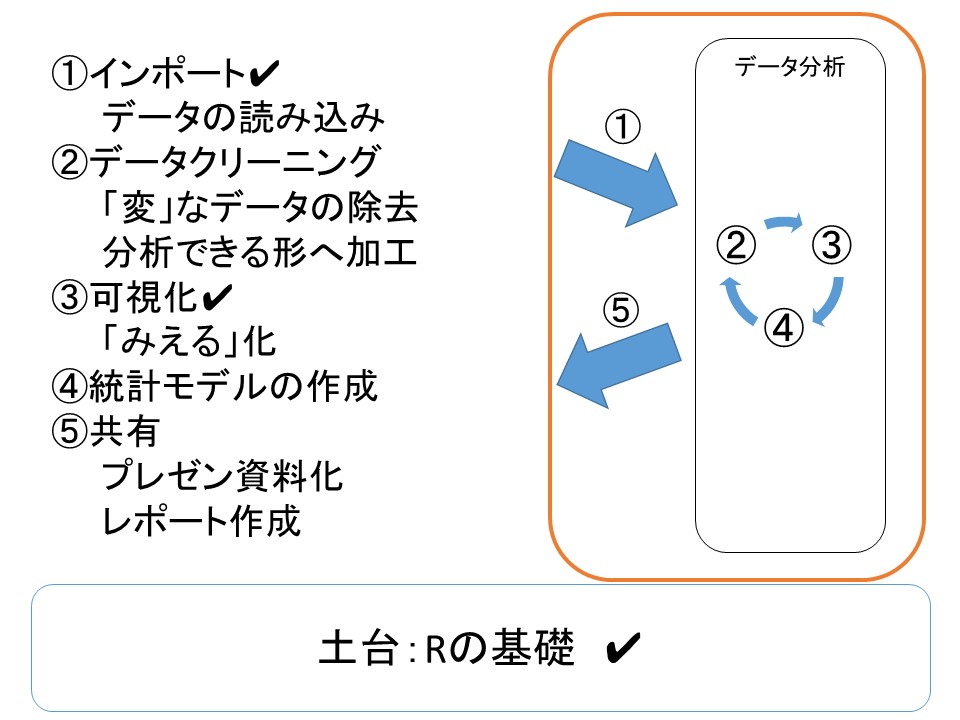 ①インポート✔
データの読み込み
②データクリーニング
「変」なデータの除去
分析できる形へ加工
③可視化✔
「みえる」化
④統計モデルの作成
⑤共有
プレゼン資料化
レポート作成
データ分析
①
②
③
④
⑤
土台：Rの基礎 ✔